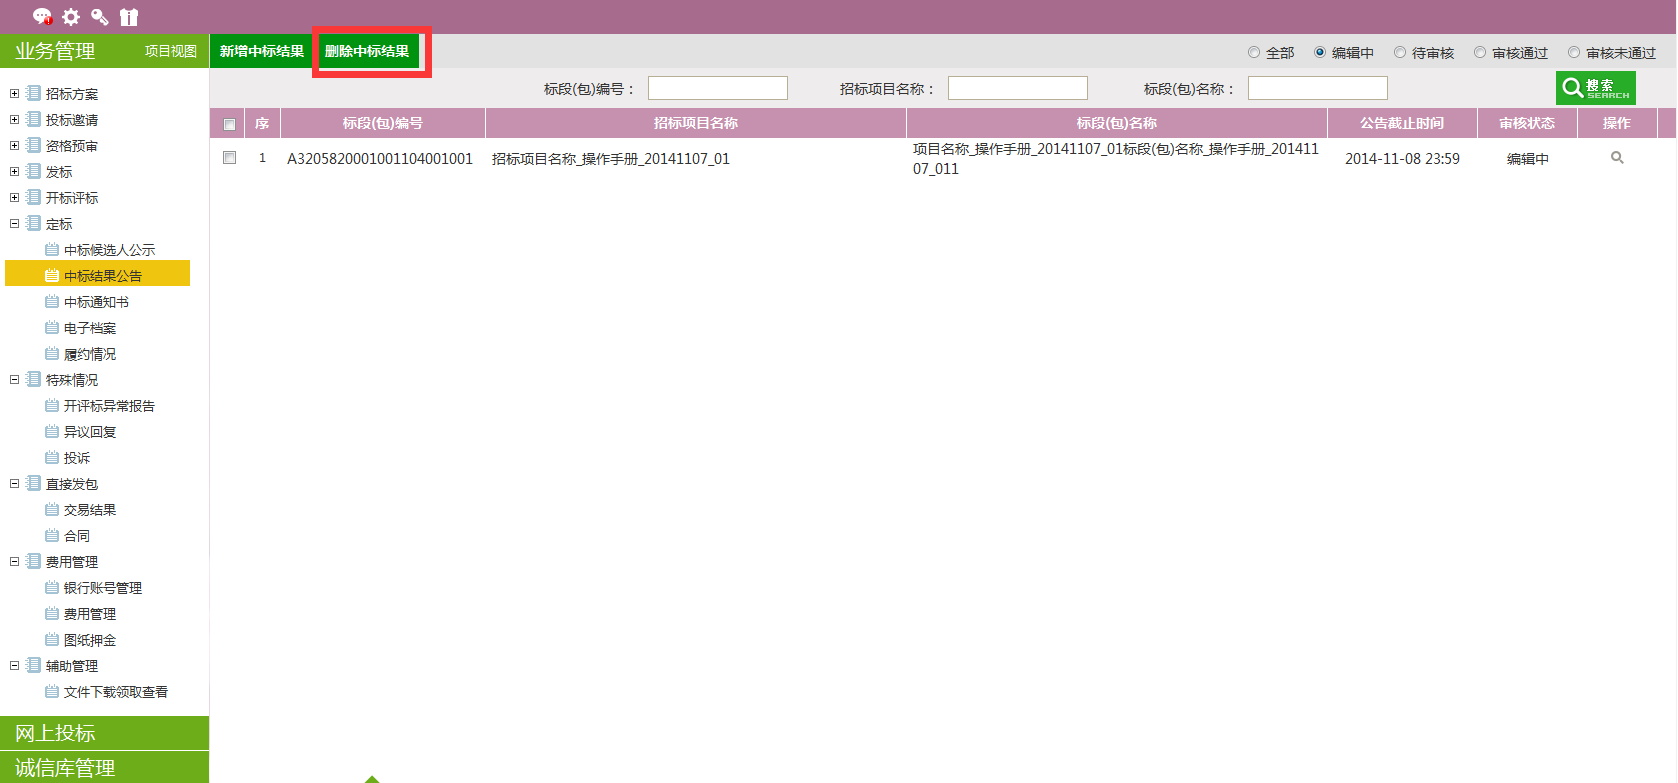 业务管理 项目视图
新增中标结果 删除中标结果
全部 编辑中 待审核 审核通过 审核未通过
标段(包)编号： 招标项目名称： 标段(包)名称： 搜索
SEARCH
序 标段(包)编号 招标项目名称 标段(包)名称 公告截止时间 审核状态 操作
1 A3205820001001104001001 招标项目名称_操作手册_20141107_01 项目名称_操作手册_20141107_01标段(包)名称_操作手册_201411
07_011 2014-11-08 23:59 编辑中
招标方案
投标邀请
资格预审
发标
开标评标
定标
中标候选人公示
中标结果公告
中标通知书
电子档案
履约情况
特殊情况
开评标异常报告
异议回复
投诉
直接发包
交易结果
合同
费用管理
银行账号管理
费用管理
图纸押金
辅助管理
文件下载领取查看
网上投标
诚信库管理